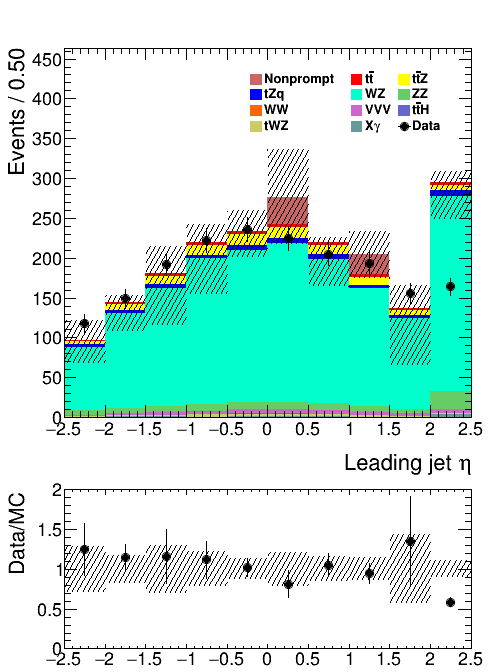 Events / 0.50
450
400
350
300
250
200
150
100
50
0
Nonprompt tt̄ tt̄Z
tZq WZ ZZ
WW VVV tt̄H
tWZ Xγ Data
−2.5 −2 −1.5 −1 −0.5 0 0.5 1 1.5 2 2.5
Leading jet η
Data/MC
2
1.5
1
0.5
0
−2.5 −2 −1.5 −1 −0.5 0 0.5 1 1.5 2 2.5